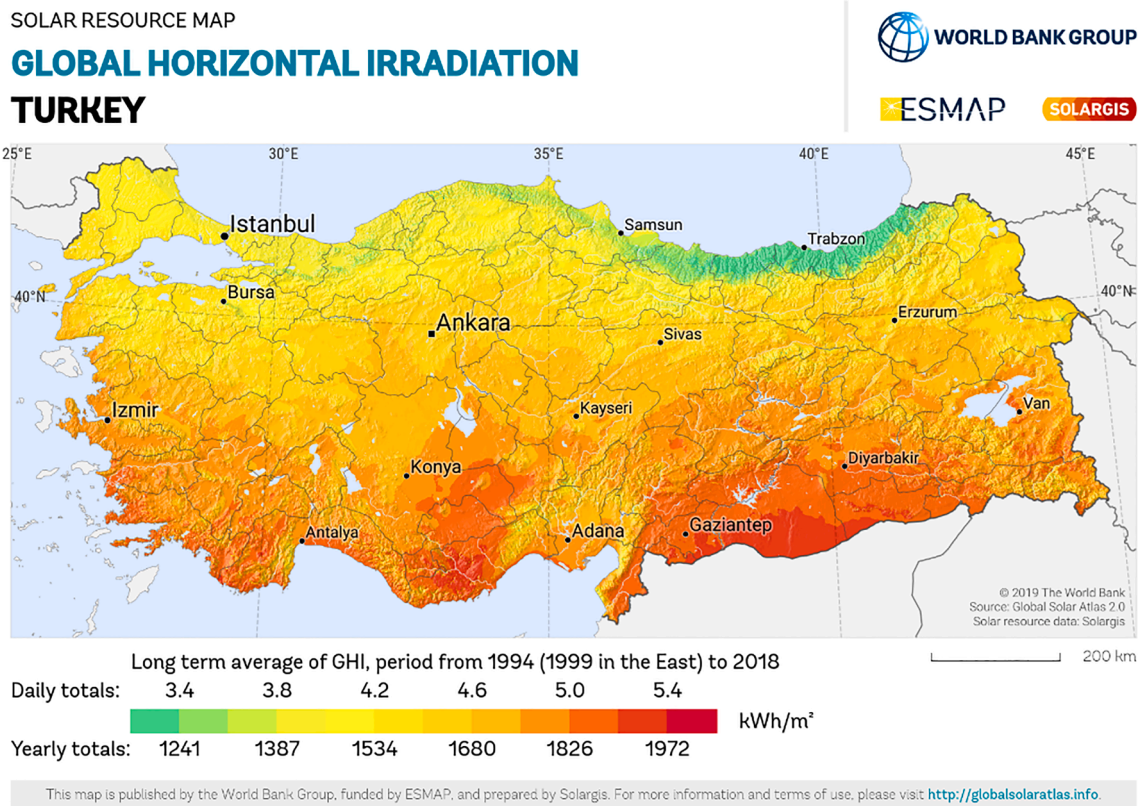 SOLAR RESOURCE MAP
GLOBAL HORIZONTAL IRRADIATION
TURKEY
WORLD BANK GROUP
ESMAP
SOLARGIS
25°E 30°E 35°E 40°E 45°E
Istanbul
Samsun
Trabzon
40°N
Bursa
40°N
Ankara
Erzurum
Sivas
Izmir
Kayseri
Van
Konya
Diyarbakir
Antalya
Adana
Gaziantep
© 2019 The World Bank
Source: Global Solar Atlas 2.0
Solar resource data: Solargis
Long term average of GHI, period from 1994 (1999 in the East) to 2018
200 km
Daily totals: 3.4 3.8 4.2 4.6 5.0 5.4
kWh/m²
Yearly totals: 1241 1387 1534 1680 1826 1972
This map is published by the World Bank Group, funded by ESMAP, and prepared by Solargis. For more information and terms of use, please visit http://globalsolaratlas.info.